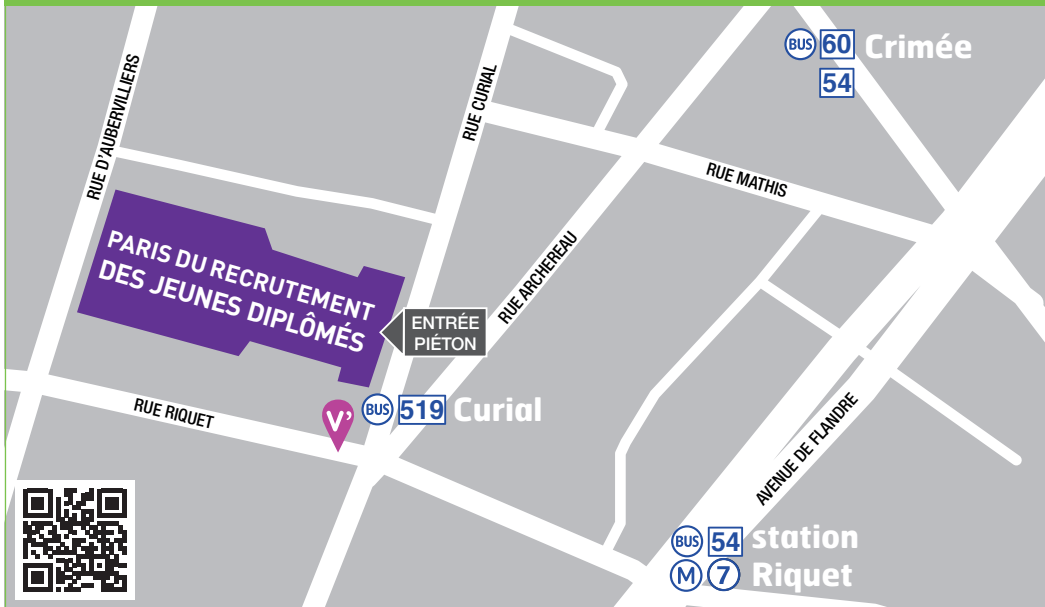 BUS 60 Crimée
54
RUE D'AUBERVILLIERS
RUE CURIAL
RUE MATHIS
PARIS DU RECRUTEMENT
DES JEUNES DIPLÔMÉS
ENTRÉE
PIÉTON
RUE ARCHEREAU
RUE RIQUET
V'
BUS 519 Curial
AVENUE DE FLANDRE
BUS 54 station
M 7 Riquet